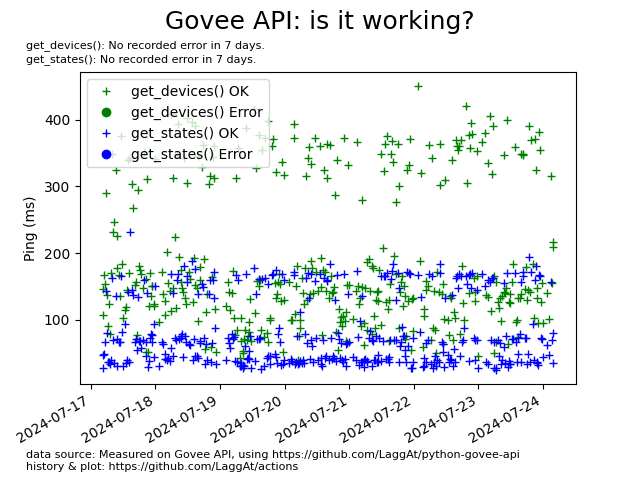 Govee API: is it working?
get_devices(): No recorded error in 7 days.
get_states(): No recorded error in 7 days.
get_devices() OK
get_devices() Error
get_states() OK
get_states() Error
400
300
200
100
Ping (ms)
2024-07-17
2024-07-18
2024-07-19
2024-07-20
2024-07-21
2024-07-22
2024-07-23
2024-07-24
data source: Measured on Govee API, using https://github.com/LaggAt/python-govee-api
history & plot: https://github.com/LaggAt/actions